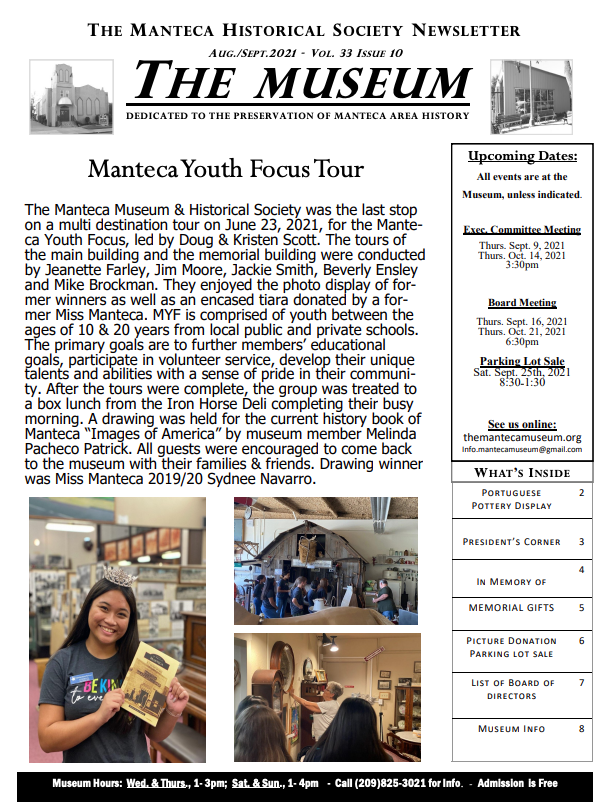 The Manteca Historical Society Newsletter
Aug./Sept.2021 - Vol. 33 Issue 10
The museum
DEDICATED TO THE PRESERVATION OF MANTECA AREA HISTORY
Manteca Youth Focus Tour
The Manteca Museum & Historical Society was the last stop
on a multi destination tour on June 23, 2021, for the Mante-
ca Youth Focus, led by Doug & Kristen Scott. The tours of
the main building and the memorial building were conducted
by Jeanette Farley, Jim Moore, Jackie Smith, Beverly Ensley
and Mike Brockman. They enjoyed the photo display of for-
mer winners as well as an encased tiara donated by a for-
mer Miss Manteca. MYF is comprised of youth between the
ages of 10 & 20 years from local public and private schools.
The primary goals are to further members’ educational
goals, participate in volunteer service, develop their unique
talents and abilities with a sense of pride in their communi-
ty. After the tours were complete, the group was treated to
a box lunch from the Iron Horse Deli completing their busy
morning. A drawing was held for the current history book of
Manteca “Images of America” by museum member Melinda
Pacheco Patrick. All guests were encouraged to come back
to the museum with their families & friends. Drawing winner
was Miss Manteca 2019/20 Sydnee Navarro.
BE KIN
to eve
Upcoming Dates:
All events are at the
Museum, unless indicated.
Exec. Committee Meeting
Thurs. Sept. 9, 2021
Thurs. Oct. 14, 2021
3:30pm
Board Meeting
Thurs. Sept. 16, 2021
Thurs. Oct. 21, 2021
6:30pm
Parking Lot Sale
Sat. Sept. 25th, 2021
8:30-1:30
See us online:
themantecamuseum.org
Info.mantecamuseum@gmail.com
What’s Inside
Portuguese 2
Pottery Display
President’s Corner 3
4
In Memory of
MEMORIAL GIFTS 5
Picture Donation 6
Parking lot sale
List of Board of 7
directors
Museum Info 8
Museum Hours: Wed. & Thurs., 1- 3pm; Sat. & Sun., 1- 4pm - Call (209)825-3021 for Info. - Admission is Free